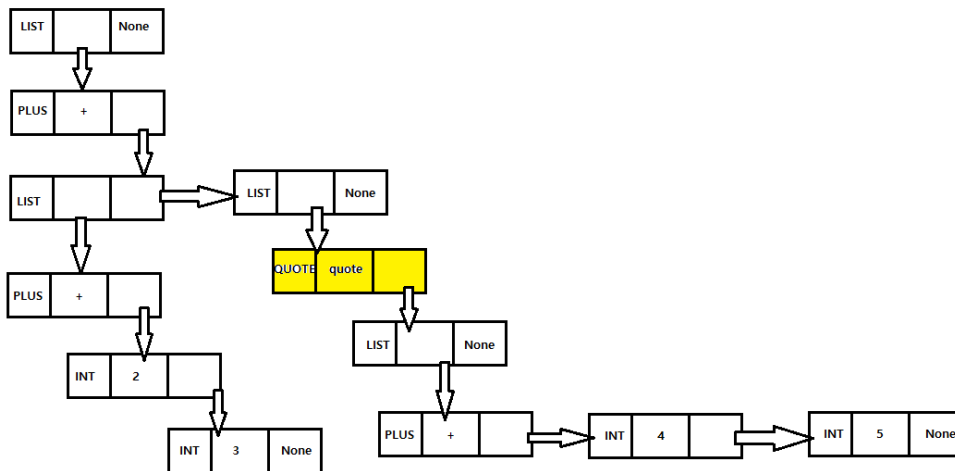 LIST None
PLUS +
LIST
LIST None
QUOTE quote
PLUS +
LIST None
INT 2
PLUS +
INT 4
INT 5 None
INT 3 None